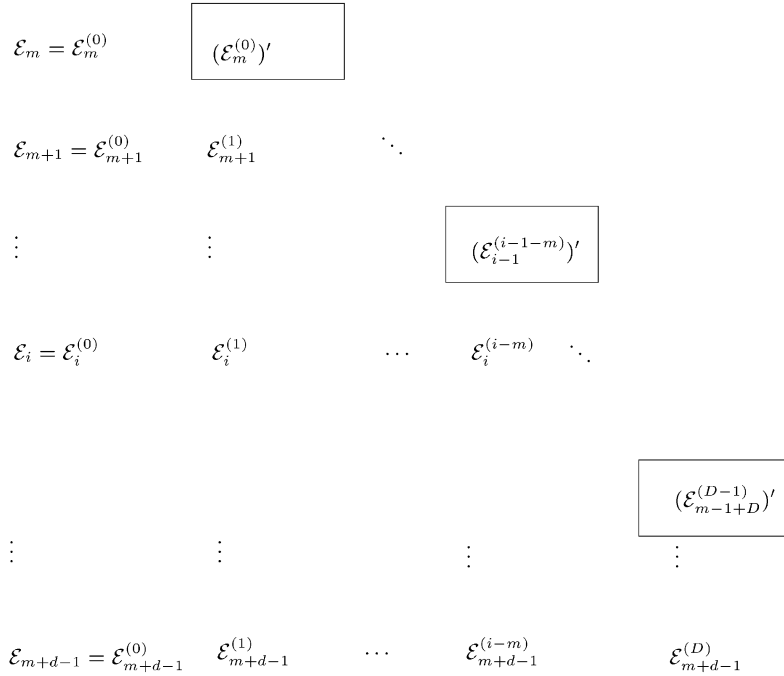 $\mathcal{E}_m = \mathcal{E}_m^{(0)}$ $(\mathcal{E}_m^{(0)})'$
$\mathcal{E}_{m+1} = \mathcal{E}_{m+1}^{(0)}$ $\mathcal{E}_{m+1}^{(1)}$ $\ddots$
$\vdots$ $\vdots$ $(\mathcal{E}_{i-1}^{(i-1-m)})'$
$\mathcal{E}_i = \mathcal{E}_i^{(0)}$ $\mathcal{E}_i^{(1)}$ $\cdots$ $\mathcal{E}_i^{(i-m)}$ $\ddots$
$(\mathcal{E}_{m-1+D}^{(D-1)})'$
$\vdots$ $\vdots$ $\vdots$ $\vdots$
$\mathcal{E}_{m+d-1} = \mathcal{E}_{m+d-1}^{(0)}$ $\mathcal{E}_{m+d-1}^{(1)}$ $\cdots$ $\mathcal{E}_{m+d-1}^{(i-m)}$ $\mathcal{E}_{m+d-1}^{(D)}$